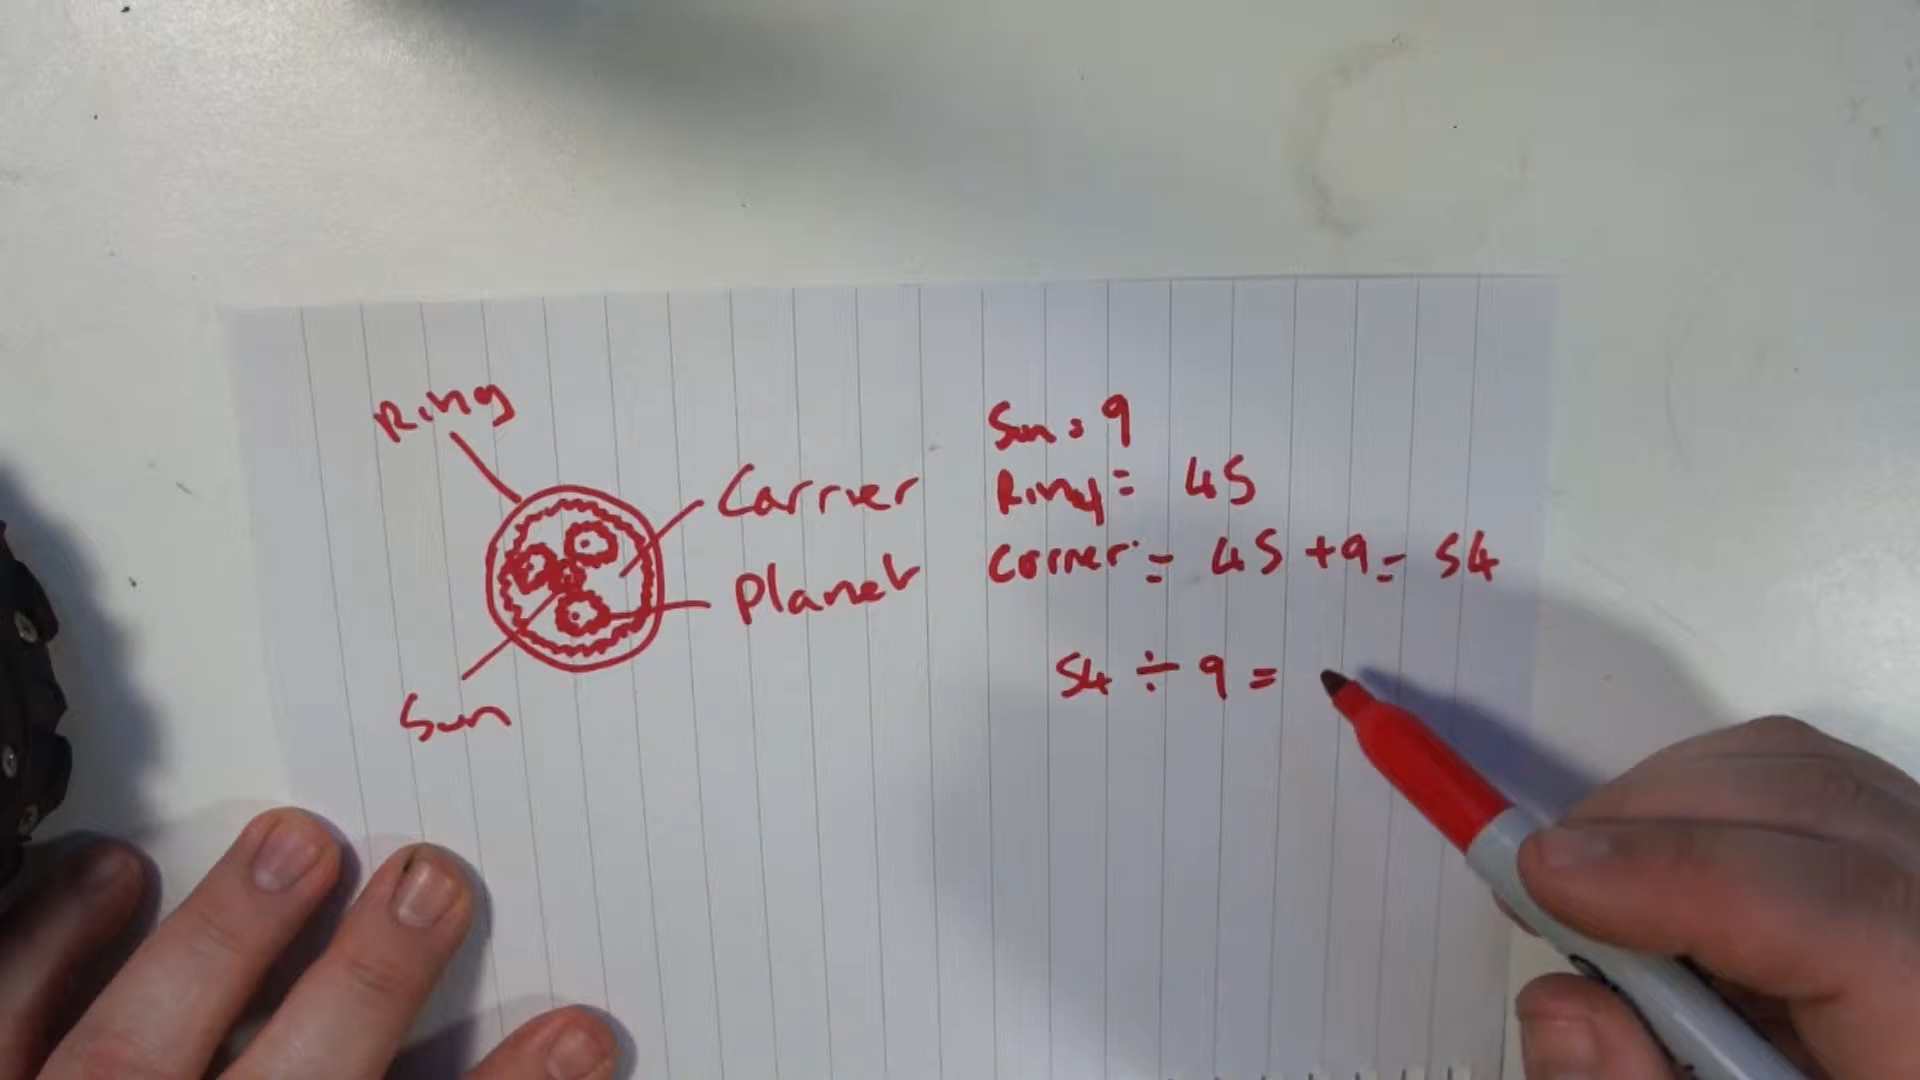 Ring
Carrier
Planet
Sun
Sun = 9
Ring = 45
Carrier = 45 + 9 = 54
54 ÷ 9 =